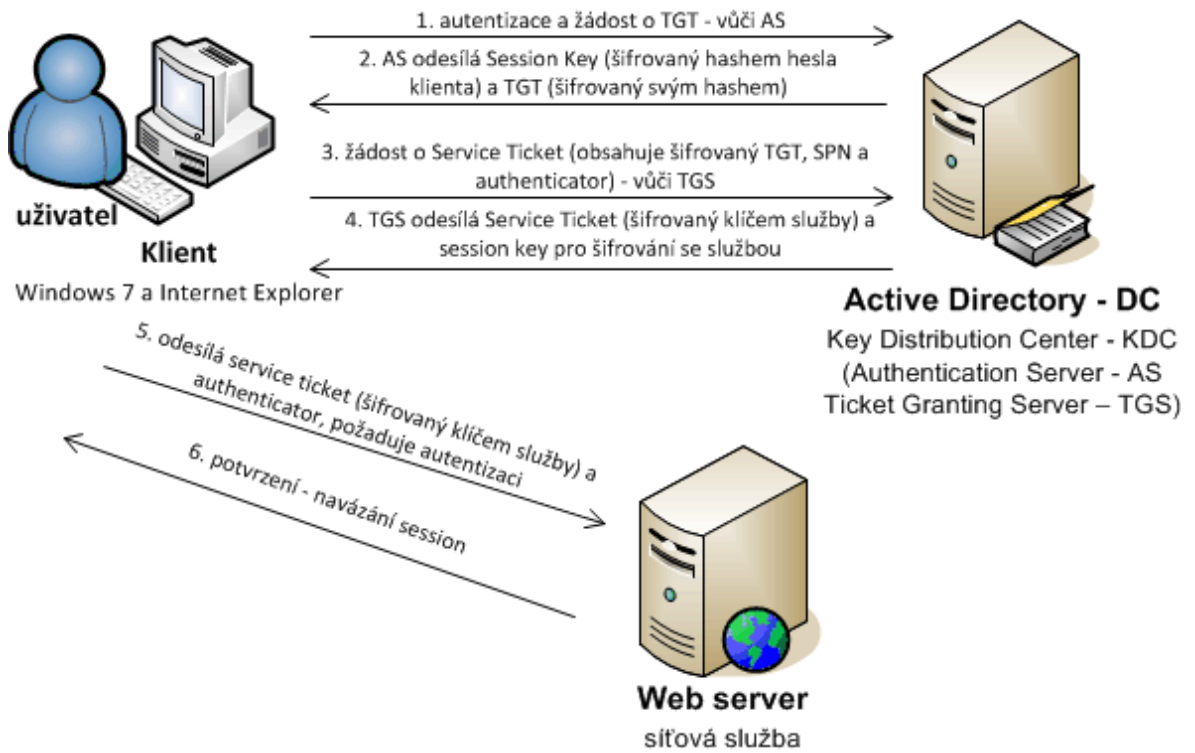 1. autentizace a žádost o TGT - vůči AS
2. AS odesílá Session Key (šifrovaný hashem hesla
klienta) a TGT (šifrovaný svým hashem)
3. žádost o Service Ticket (obsahuje šifrovaný TGT, SPN a
authenticator) - vůči TGS
4. TGS odesílá Service Ticket (šifrovaný klíčem služby) a
session key pro šifrování se službou
uživatel
Klient
Windows 7 a Internet Explorer
Active Directory - DC
Key Distribution Center - KDC
(Authentication Server - AS
Ticket Granting Server – TGS)
5. odesílá service ticket (šifrovaný klíčem služby) a
authenticator, požaduje autentizaci
6. potvrzení - navázání session
Web server
síťová služba